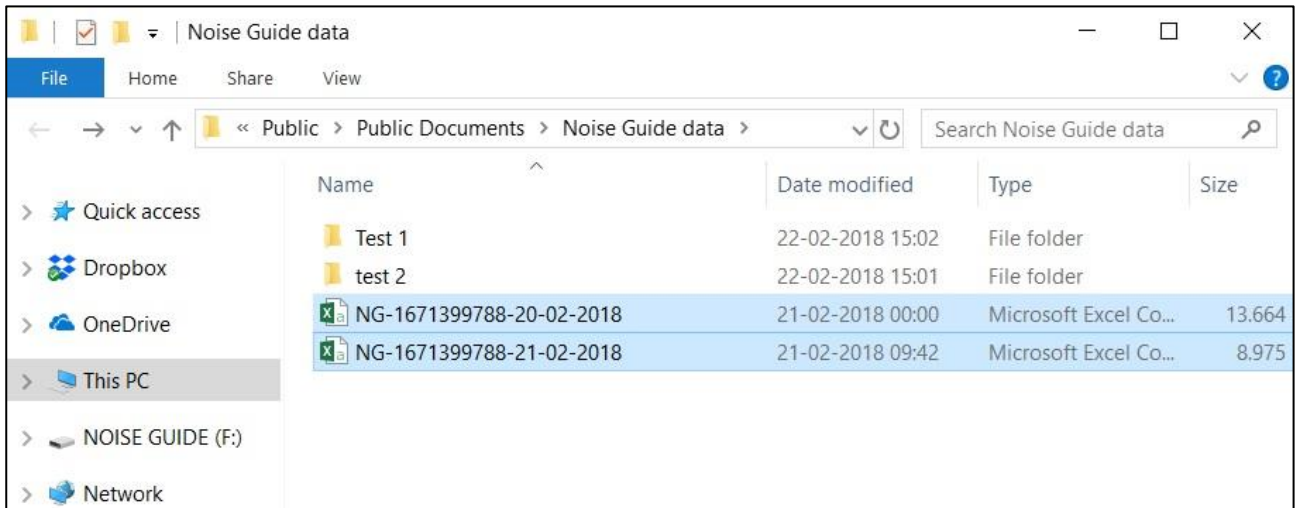 Noise Guide data
File Home Share View
« Public > Public Documents > Noise Guide data > Search Noise Guide data
Name Date modified Type Size
Quick access
Test 1 22-02-2018 15:02 File folder
Dropbox
test 2 22-02-2018 15:01 File folder
NG-1671399788-20-02-2018 21-02-2018 00:00 Microsoft Excel Co... 13.664
OneDrive
NG-1671399788-21-02-2018 21-02-2018 09:42 Microsoft Excel Co... 8.975
This PC
NOISE GUIDE (F:)
Network